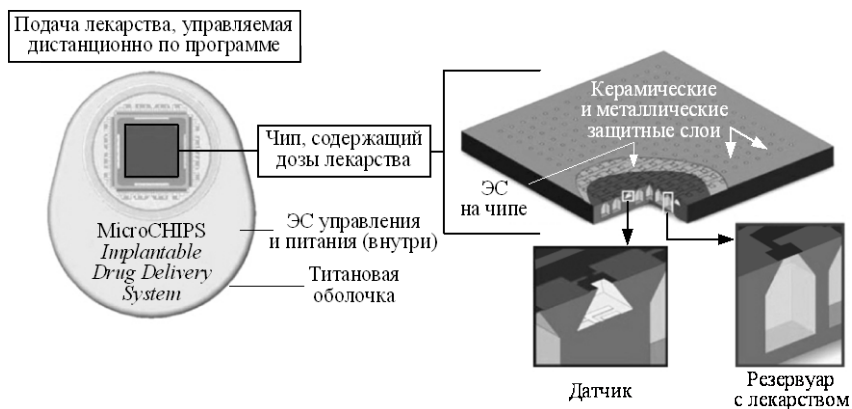 Подача лекарства, управляемая
дистанционно по программе
Чип, содержащий
дозы лекарства
MicroCHIPS
Implantable
Drug Delivery
System
ЭС управления
и питания (внутри)
Титановая
оболочка
Керамические
и металлические
защитные слои
ЭС
на чипе
Датчик
Резервуар
с лекарством